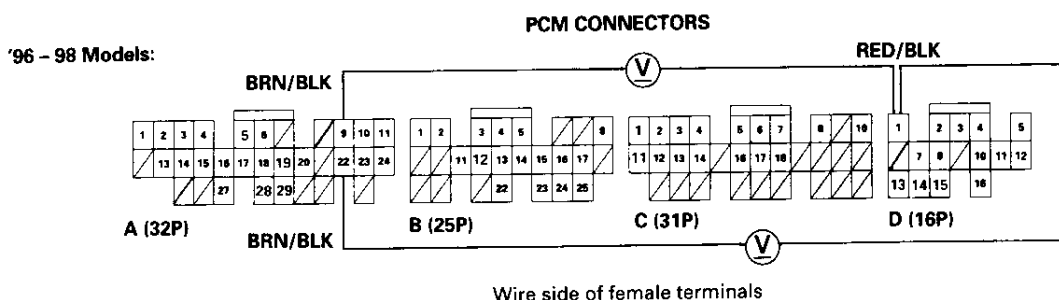 PCM CONNECTORS
'96 – 98 Models:
RED/BLK
V
BRN/BLK
1 2 3 4 5 6 9 10 11
13 14 15 16 17 18 19 20 22 23 24
27 28 29
A (32P)
1 2 3 4 5 8
11 12 13 14 15 16 17
22 23 24 25
B (25P)
1 2 3 4 5 6 7 8 10
11 12 13 14 16 17 18
C (31P)
1 2 3 4 5
7 8 10 11 12
13 14 15 16
D (16P)
BRN/BLK
V
Wire side of female terminals